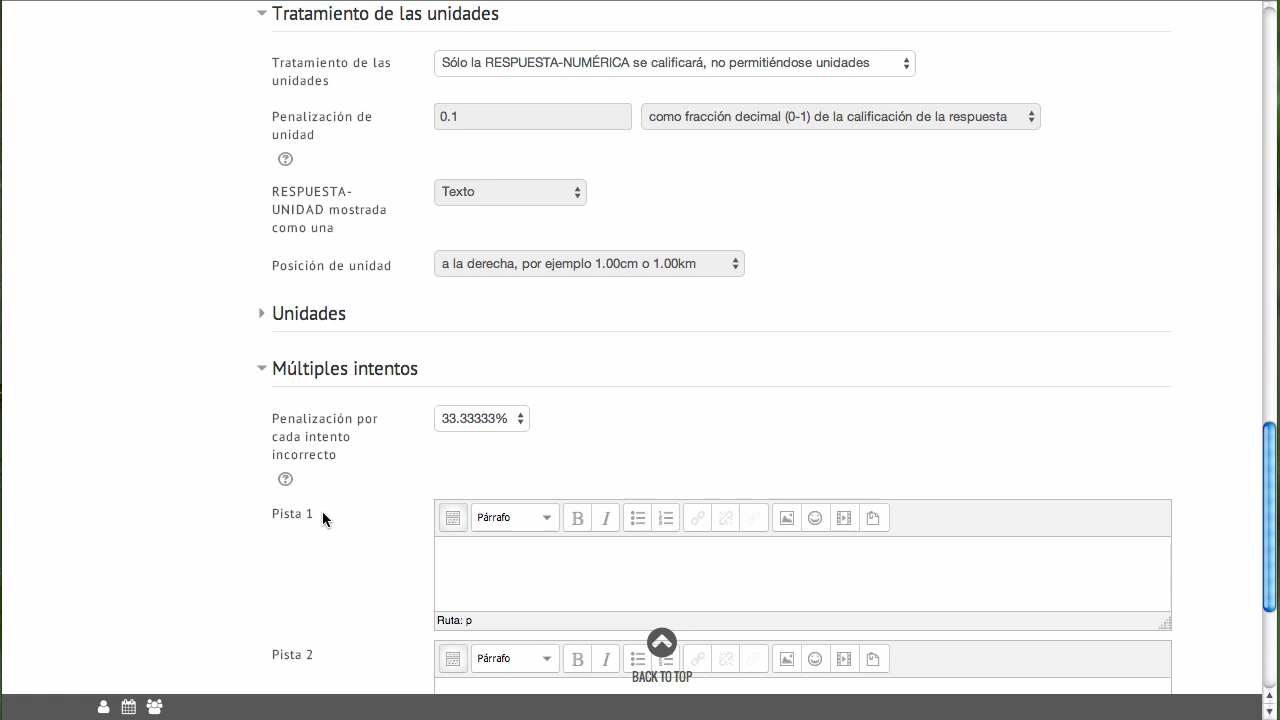 Tratamiento de las unidades
Tratamiento de las
unidades
Sólo la RESPUESTA-NUMÉRICA se calificará, no permitiéndose unidades
Penalización de
unidad
0.1
como fracción decimal (0-1) de la calificación de la respuesta
RESPUESTA-
UNIDAD mostrada
como una
Texto
Posición de unidad
a la derecha, por ejemplo 1.00cm o 1.00km
Unidades
Múltiples intentos
Penalización por
cada intento
incorrecto
33.33333%
Pista 1
Párrafo
B I
Ruta: p
Pista 2
Párrafo
B I
BACK TO TOP